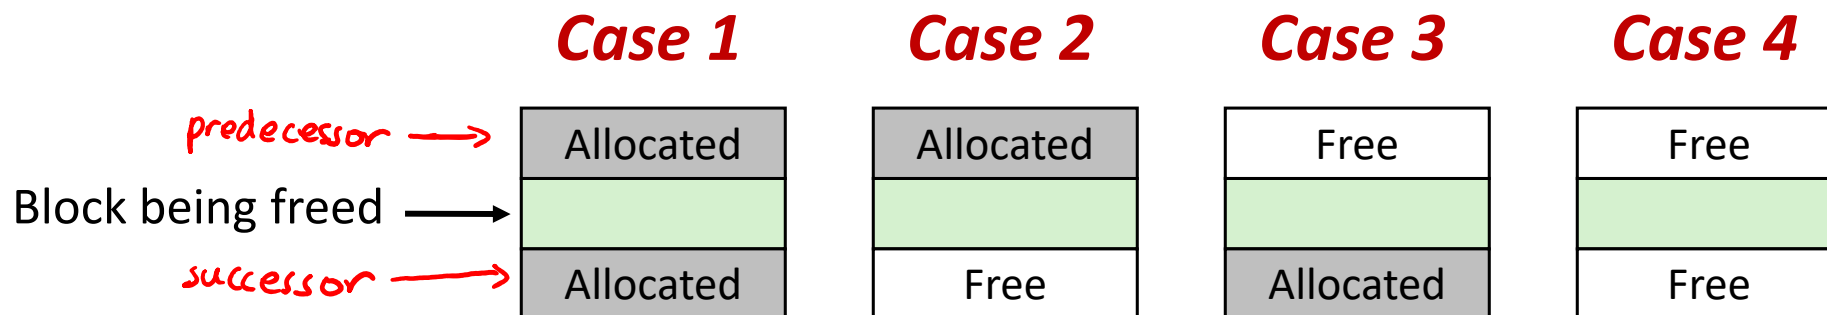 Case 1 Case 2 Case 3 Case 4
predecessor Allocated Allocated Free Free
Block being freed
successor Allocated Free Allocated Free